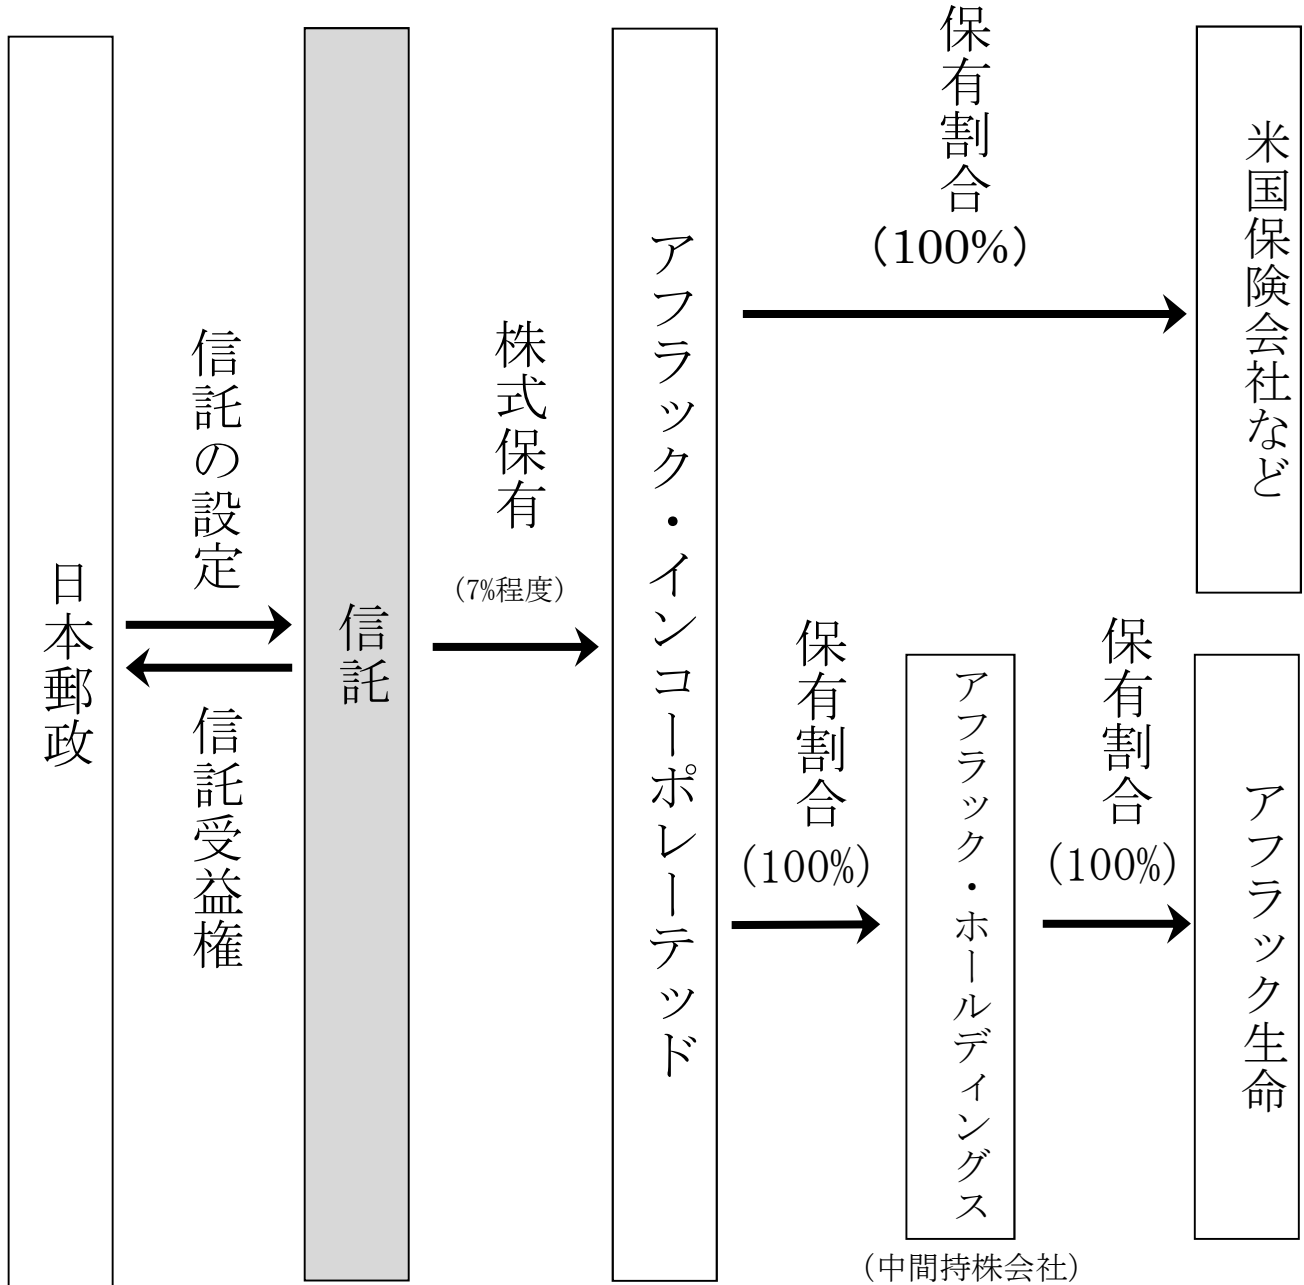 日本郵政
信託の設定
信託受益権
信託
株式保有
（7%程度）
アフラック・インコーポレーテッド
保有割合
（100%）
米国保険会社など
保有割合
（100%）
アフラック・ホールディングス
（中間持株会社）
保有割合
（100%）
アフラック生命